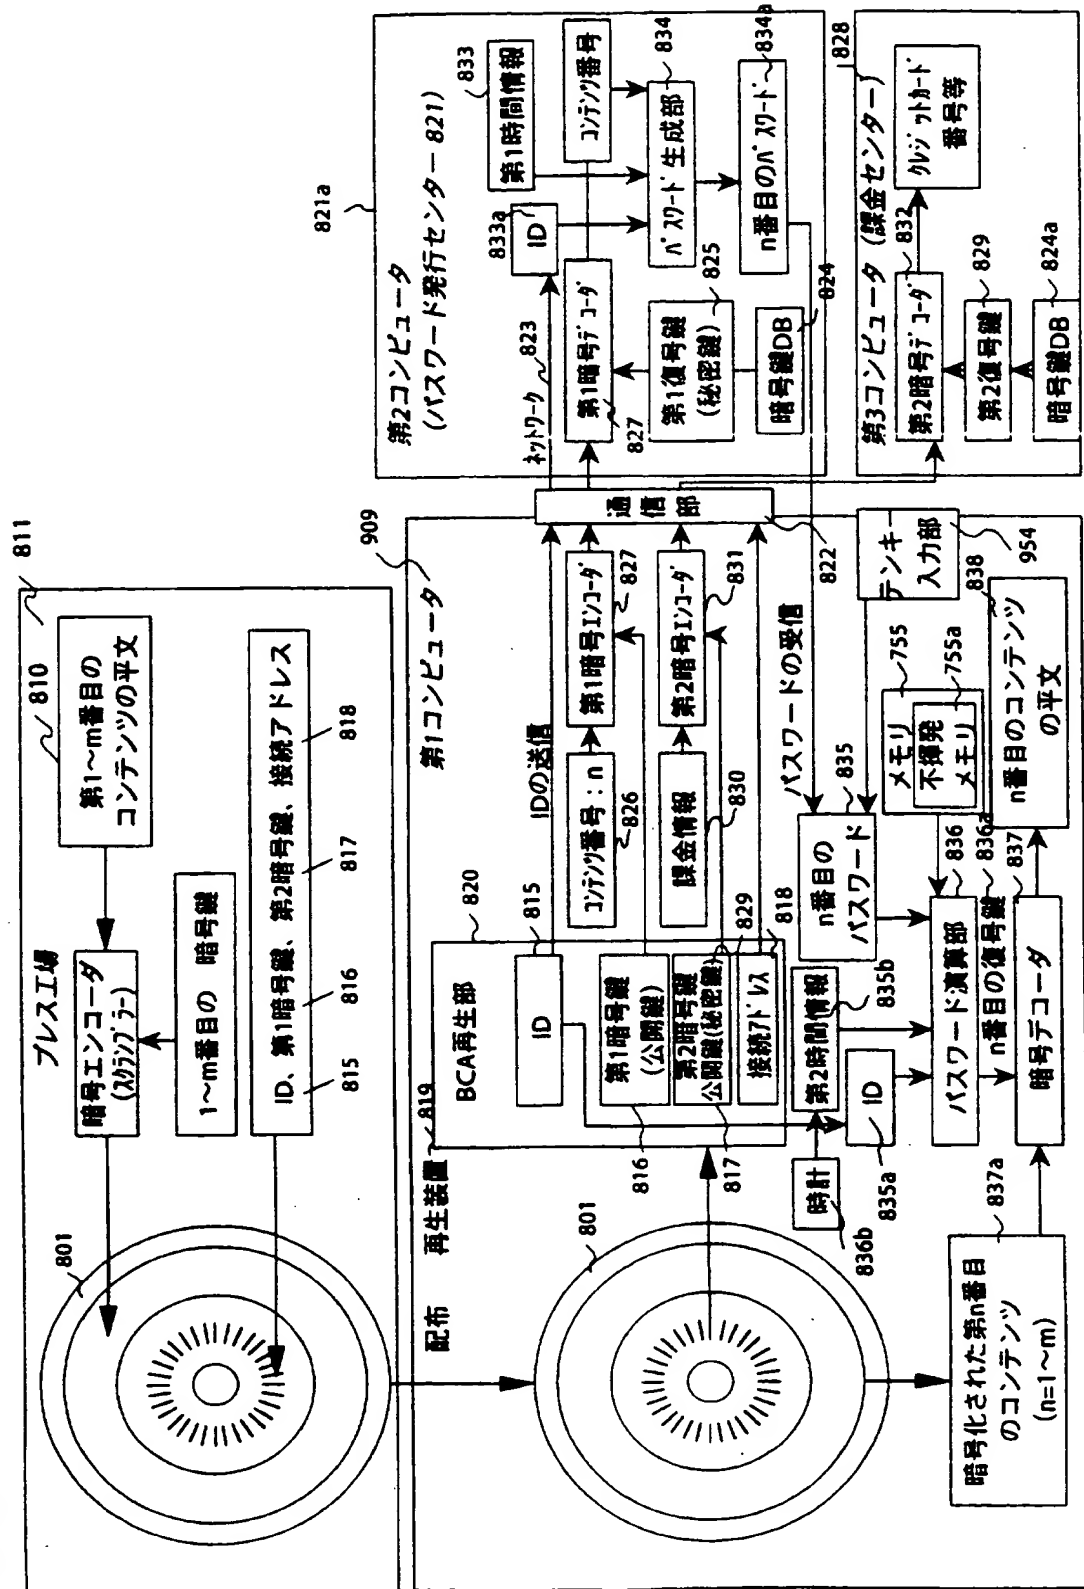 811
プレス工場
810
第1～m番目の
コンテンツの平文
暗号エンコーダ
(スクランブラー)
1～m番目の 暗号鍵
ID、第1暗号鍵、第2暗号鍵、接続アドレス
815
816
817
818
801
配布
再生装置
819
909
第1コンピュータ
820
BCA再生部
ID
815
第1暗号鍵
(公開鍵)
816
第2暗号鍵
公開鍵(秘密鍵)
829
817
接続アドレス
818
IDの送信
コンテンツ番号:n
826
第1暗号エンコーダ
827
課金情報
830
第2暗号エンコーダ
831
通信部
822
パスワードの受信
テンキー
入力部
954
801
時計
836b
第2時間情報
835b
ID
835a
n番目の
パスワード
835
メモリ
755
不揮発
メモリ
755a
パスワード演算部
836
n番目の復号鍵
836a
暗号デコーダ
837
n番目のコンテンツ
の平文
838
暗号化された第n番目
のコンテンツ
(n=1～m)
837a
821a
第2コンピュータ
(パスワード発行センター821)
ネットワーク
823
833a
ID
833
第1時間情報
コンテンツ番号
第1暗号デコーダ
827
パスワード生成部
834
第1復号鍵
(秘密鍵)
825
n番目のパスワード
834a
暗号鍵DB
824
第3コンピュータ(課金センター)
828
第2暗号デコーダ
832
クレジットカード
番号等
第2復号鍵
829
暗号鍵DB
824a